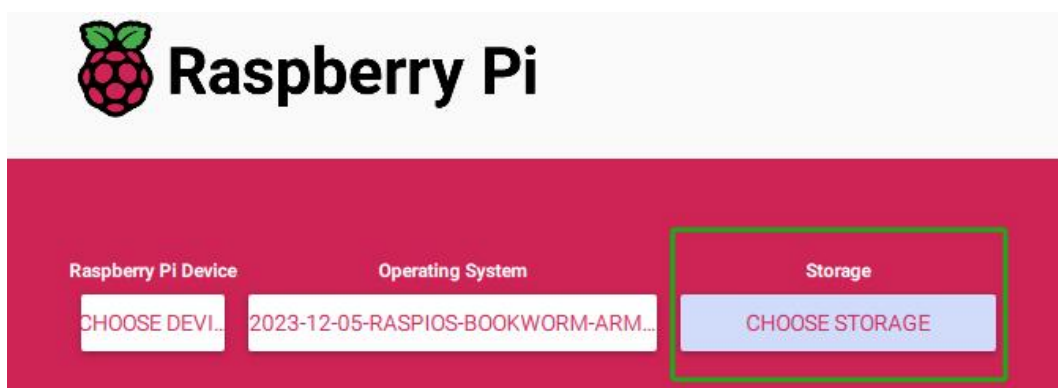 Raspberry Pi
Raspberry Pi Device
Operating System
Storage
CHOOSE DEVI...
2023-12-05-RASPIOS-BOOKWORM-ARM...
CHOOSE STORAGE